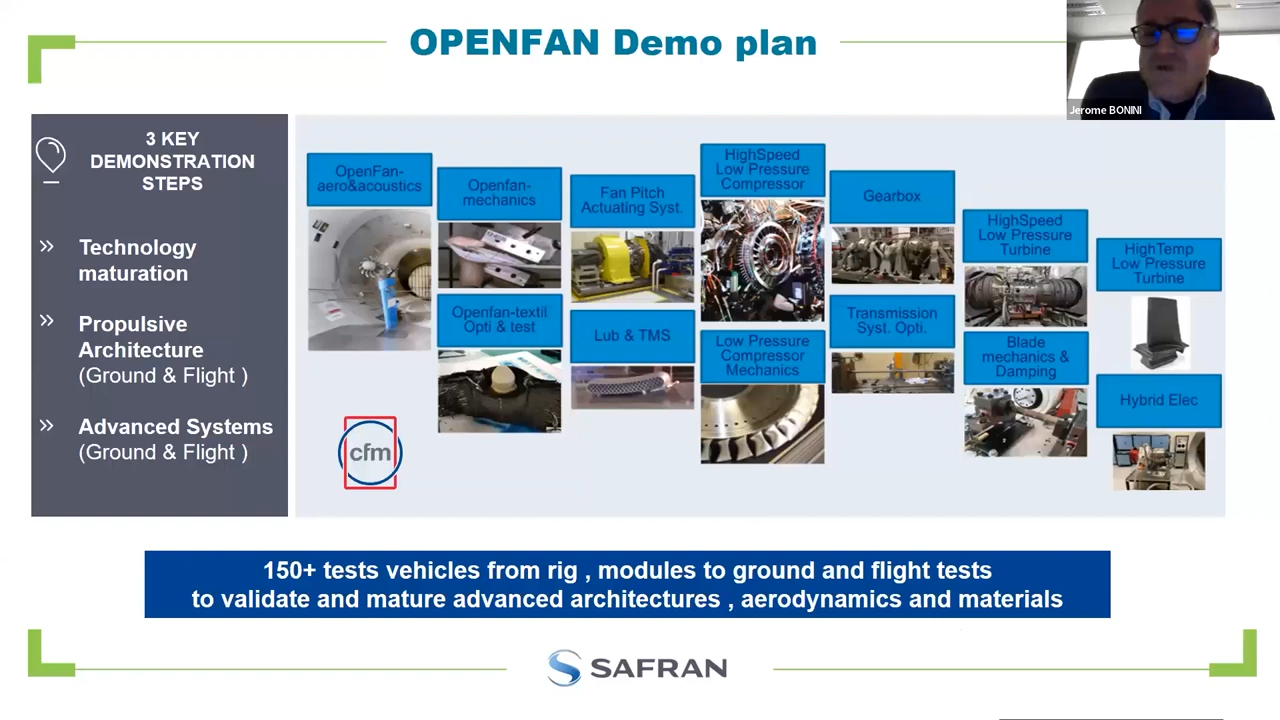 OPENFAN Demo plan
Jerome BONINI
3 KEY
DEMONSTRATION
STEPS
Technology
maturation
Propulsive
Architecture
(Ground & Flight )
Advanced Systems
(Ground & Flight )
OpenFan-
aero&acoustics
Openfan-
mechanics
Openfan-textil
Opti & test
Fan Pitch
Actuating Syst.
Lub & TMS
HighSpeed
Low Pressure
Compressor
Low Pressure
Compressor
Mechanics
Gearbox
Transmission
Syst. Opti.
HighSpeed
Low Pressure
Turbine
Blade
mechanics &
Damping
HighTemp
Low Pressure
Turbine
Hybrid Elec
cfm
150+ tests vehicles from rig , modules to ground and flight tests
to validate and mature advanced architectures , aerodynamics and materials
SAFRAN